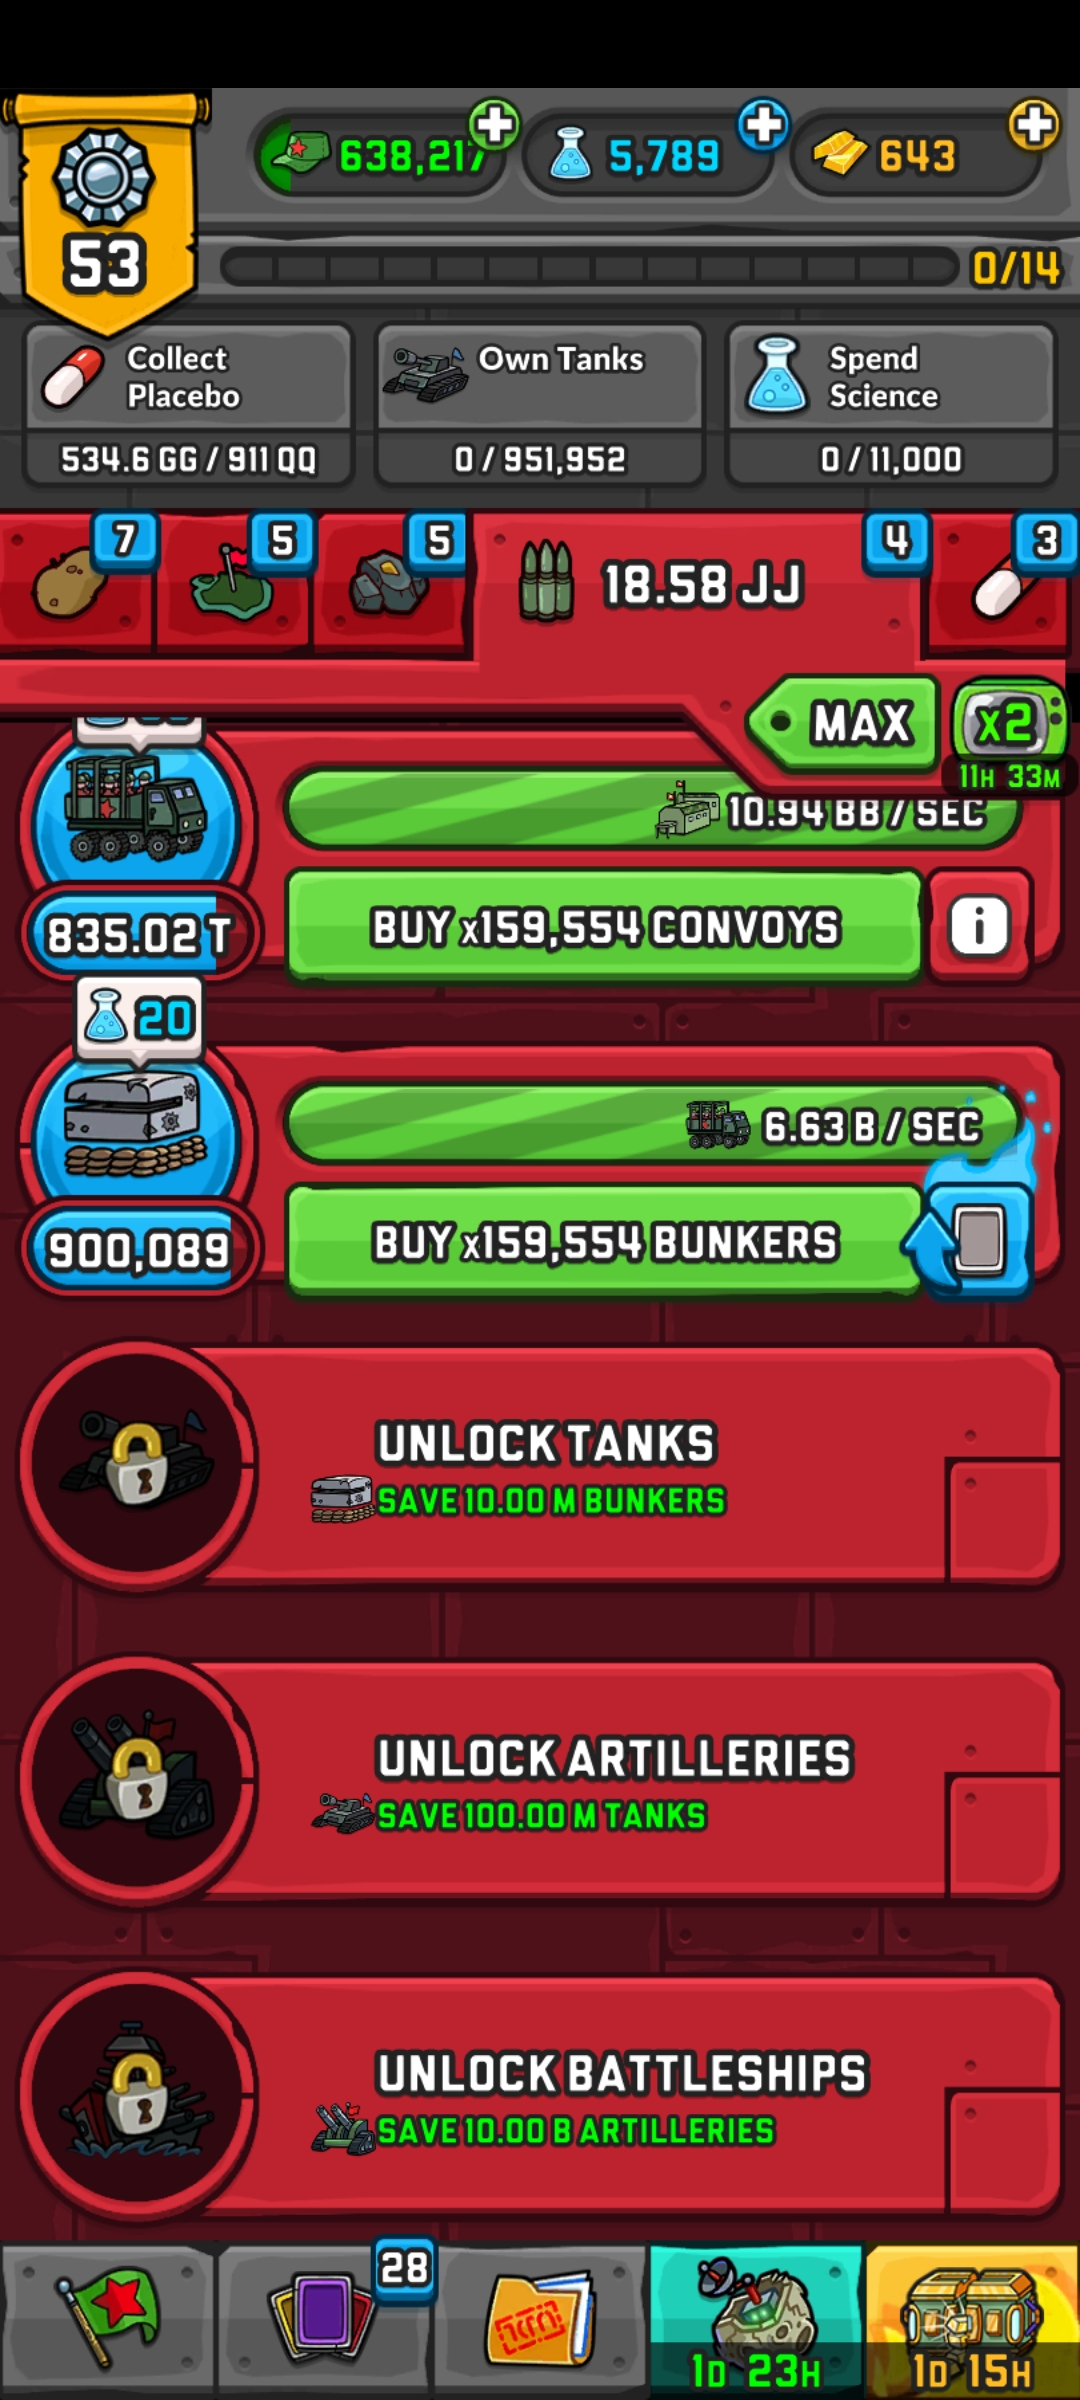 638,217
5,789
643
53
0/14
Collect
Placebo
534.6 GG / 911 QQ
Own Tanks
0 / 951,952
Spend
Science
0 / 11,000
7
5
5
18.58 JJ
4
3
MAX
x2
11H 33M
10.94 BB / SEC
835.02 T
BUY x159,554 CONVOYS
i
20
6.63 B / SEC
900,089
BUY x159,554 BUNKERS
UNLOCK TANKS
SAVE 10.00 M BUNKERS
UNLOCK ARTILLERIES
SAVE 100.00 M TANKS
UNLOCK BATTLESHIPS
SAVE 10.00 B ARTILLERIES
28
1D 23H
1D 15H